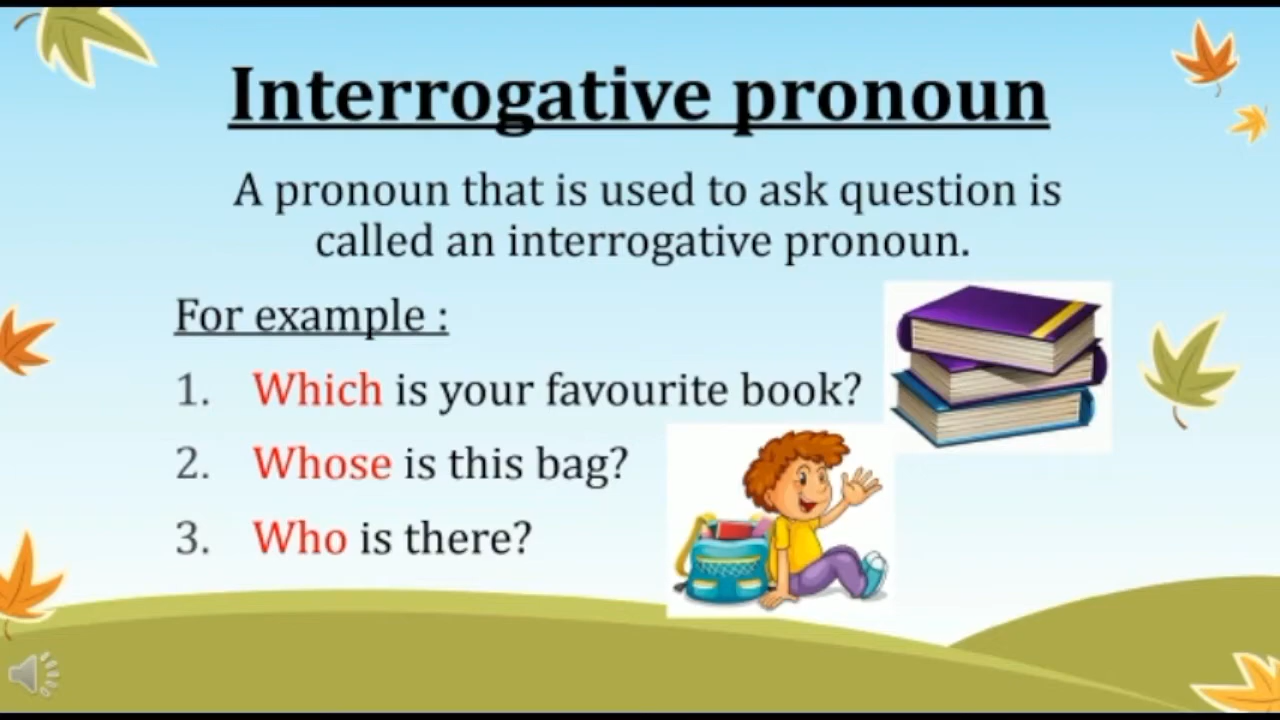 Interrogative pronoun
A pronoun that is used to ask question is
called an interrogative pronoun.
For example :
1. Which is your favourite book?
2. Whose is this bag?
3. Who is there?